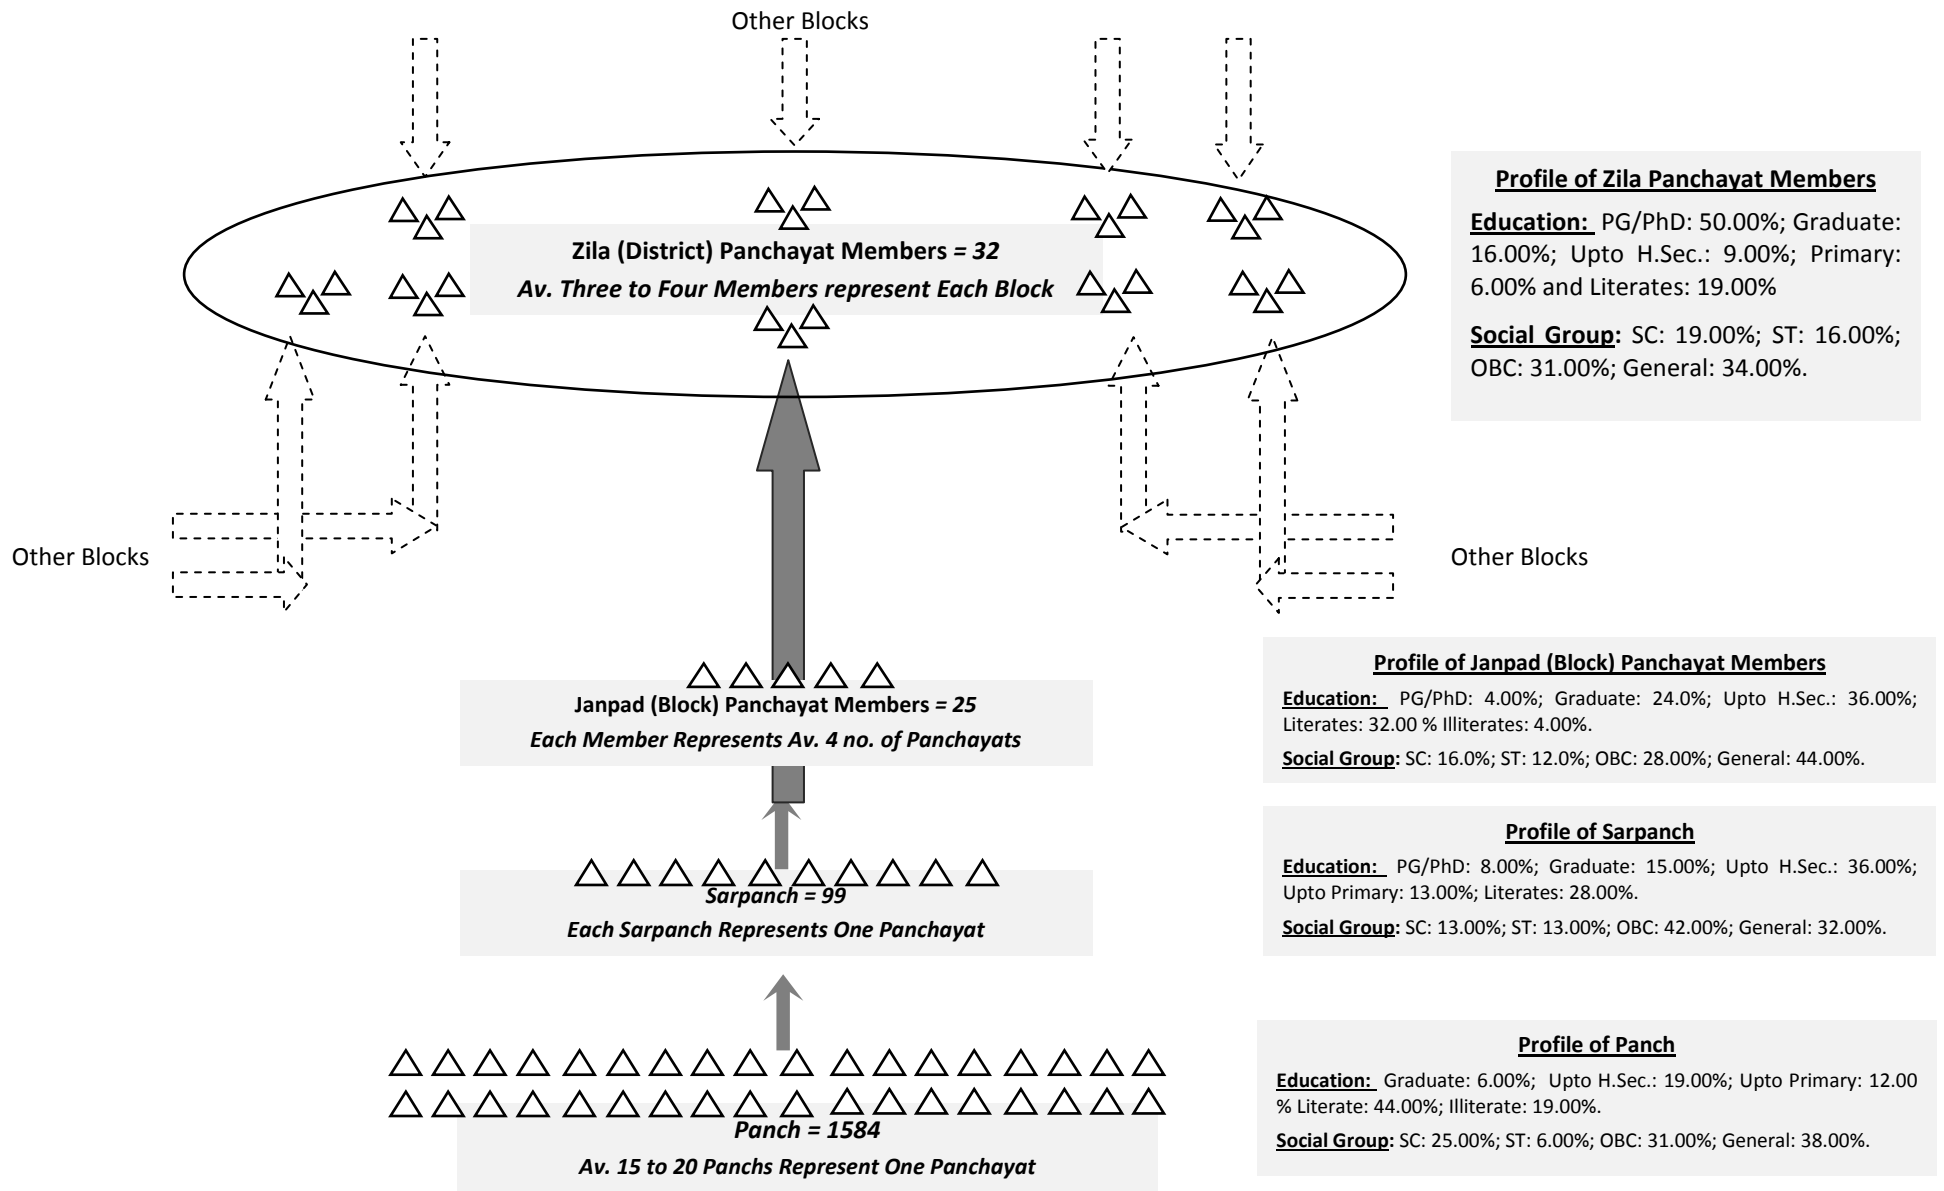 Other Blocks
Profile of Zila Panchayat Members
Education: PG/PhD: 50.00%; Graduate:
16.00%; Upto H.Sec.: 9.00%; Primary:
6.00% and Literates: 19.00%
Social Group: SC: 19.00%; ST: 16.00%;
OBC: 31.00%; General: 34.00%.
Zila (District) Panchayat Members = 32
Av. Three to Four Members represent Each Block
Other Blocks
Other Blocks
Janpad (Block) Panchayat Members = 25
Each Member Represents Av. 4 no. of Panchayats
Profile of Janpad (Block) Panchayat Members
Education: PG/PhD: 4.00%; Graduate: 24.0%; Upto H.Sec.: 36.00%;
Literates: 32.00 % Illiterates: 4.00%.
Social Group: SC: 16.0%; ST: 12.0%; OBC: 28.00%; General: 44.00%.
Sarpanch = 99
Each Sarpanch Represents One Panchayat
Profile of Sarpanch
Education: PG/PhD: 8.00%; Graduate: 15.00%; Upto H.Sec.: 36.00%;
Upto Primary: 13.00%; Literates: 28.00%.
Social Group: SC: 13.00%; ST: 13.00%; OBC: 42.00%; General: 32.00%.
Panch = 1584
Av. 15 to 20 Panchs Represent One Panchayat
Profile of Panch
Education: Graduate: 6.00%; Upto H.Sec.: 19.00%; Upto Primary: 12.00
% Literate: 44.00%; Illiterate: 19.00%.
Social Group: SC: 25.00%; ST: 6.00%; OBC: 31.00%; General: 38.00%.